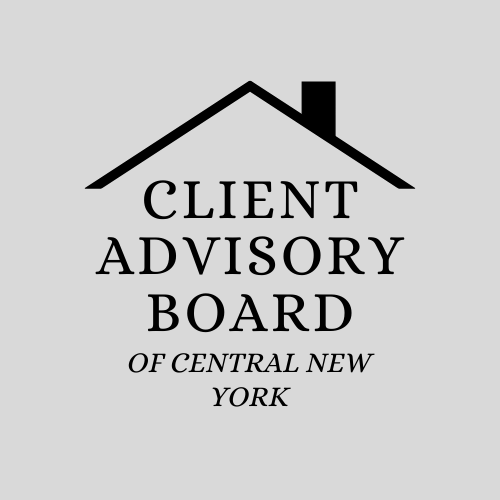 CLIENT
ADVISORY
BOARD
OF CENTRAL NEW
YORK